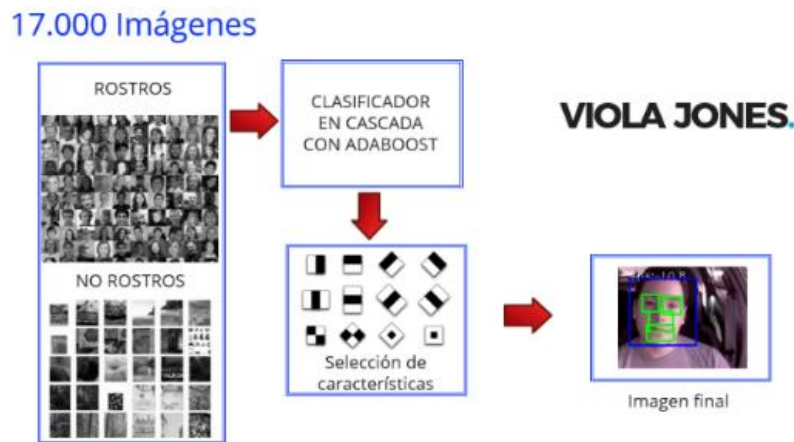 17.000 Imágenes
ROSTROS
NO ROSTROS
CLASIFICADOR
EN CASCADA
CON ADABOOST
Selección de
características
VIOLA JONES.
Imagen final